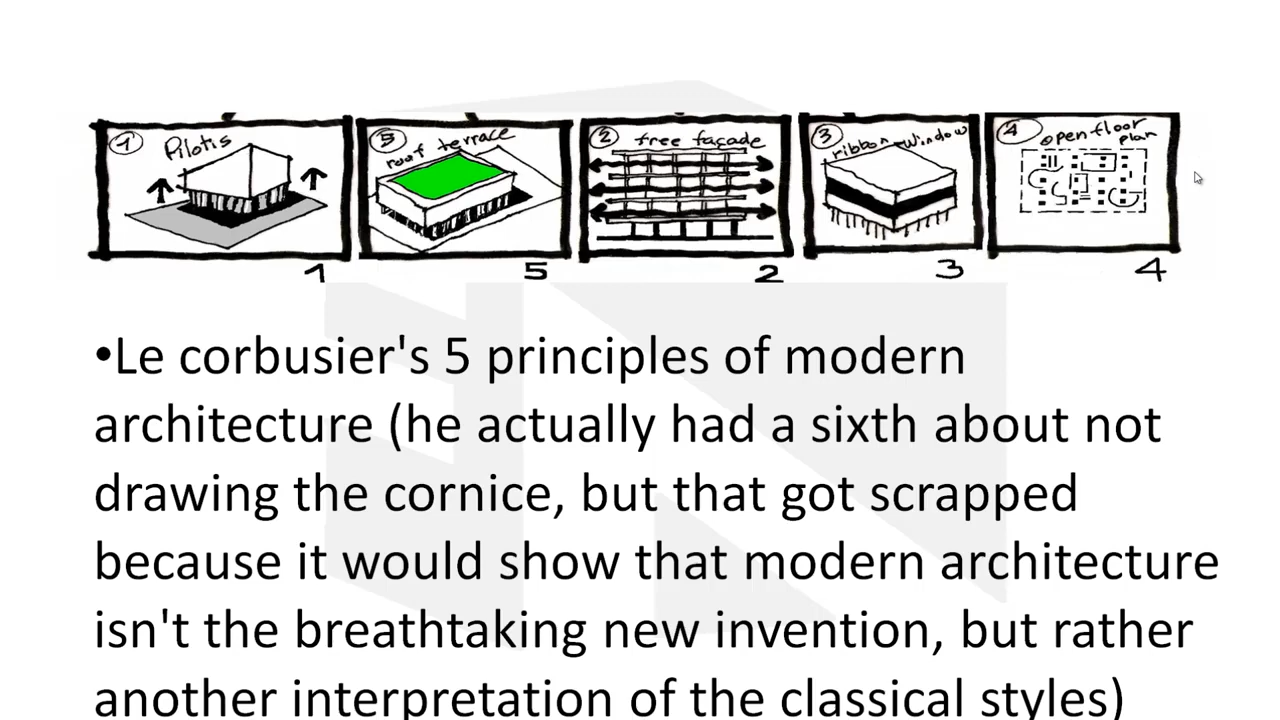 1 Pilotis
5 roof terrace
2 free façade
3 ribbon window
4 open floor
plan
1 5 2 3 4
•Le corbusier's 5 principles of modern
architecture (he actually had a sixth about not
drawing the cornice, but that got scrapped
because it would show that modern architecture
isn't the breathtaking new invention, but rather
another interpretation of the classical styles)